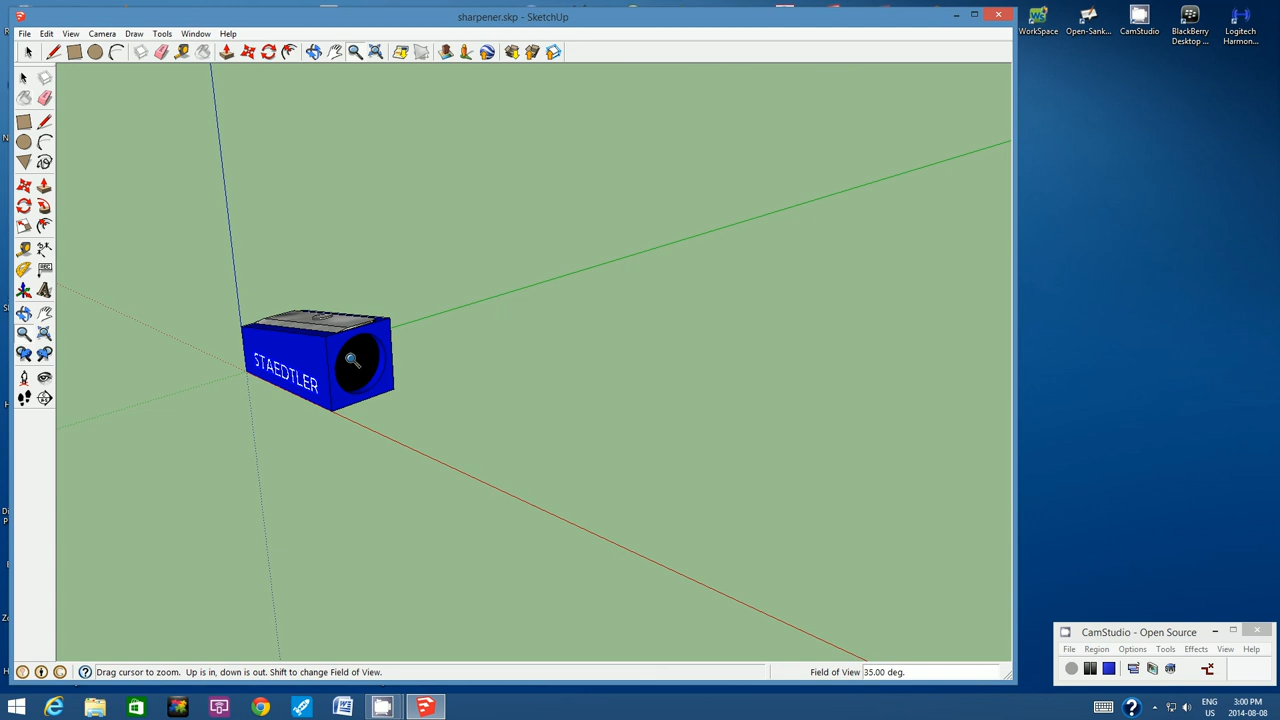 sharpener.skp - SketchUp
File Edit View Camera Draw Tools Window Help
STAEDTLER
Drag cursor to zoom. Up is in, down is out. Shift to change Field of View.
Field of View 35.00 deg.
WorkSpace
Open-Sank...
CamStudio
BlackBerry
Desktop ...
Logitech
Harmon...
CamStudio - Open Source
File Region Options Tools Effects View Help
ENG
US
3:00 PM
2014-08-08